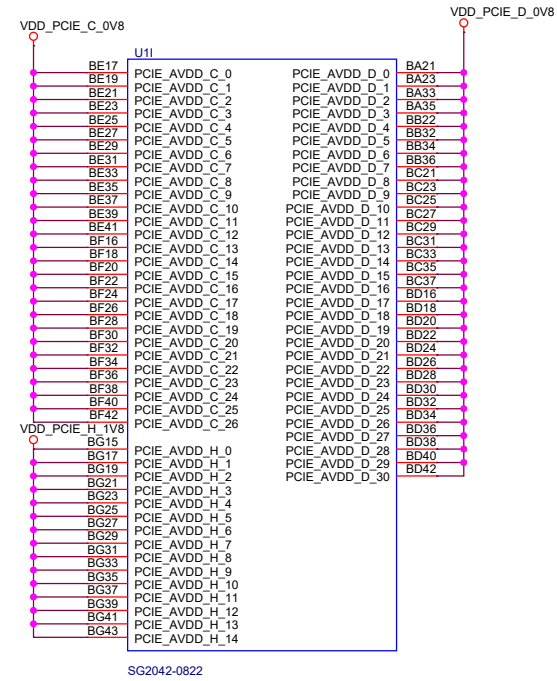 VDD_PCIE_D_0V8
VDD_PCIE_C_0V8
U1I
BE17 PCIE_AVDD_C_0 PCIE_AVDD_D_0 BA21
BE19 PCIE_AVDD_C_1 PCIE_AVDD_D_1 BA23
BE21 PCIE_AVDD_C_2 PCIE_AVDD_D_2 BA33
BE23 PCIE_AVDD_C_3 PCIE_AVDD_D_3 BA35
BE25 PCIE_AVDD_C_4 PCIE_AVDD_D_4 BB22
BE27 PCIE_AVDD_C_5 PCIE_AVDD_D_5 BB32
BE29 PCIE_AVDD_C_6 PCIE_AVDD_D_6 BB34
BE31 PCIE_AVDD_C_7 PCIE_AVDD_D_7 BB36
BE33 PCIE_AVDD_C_8 PCIE_AVDD_D_8 BC21
BE35 PCIE_AVDD_C_9 PCIE_AVDD_D_9 BC23
BE37 PCIE_AVDD_C_10 PCIE_AVDD_D_10 BC25
BE39 PCIE_AVDD_C_11 PCIE_AVDD_D_11 BC27
BE41 PCIE_AVDD_C_12 PCIE_AVDD_D_12 BC29
BF16 PCIE_AVDD_C_13 PCIE_AVDD_D_13 BC31
BF18 PCIE_AVDD_C_14 PCIE_AVDD_D_14 BC33
BF20 PCIE_AVDD_C_15 PCIE_AVDD_D_15 BC35
BF22 PCIE_AVDD_C_16 PCIE_AVDD_D_16 BC37
BF24 PCIE_AVDD_C_17 PCIE_AVDD_D_17 BD16
BF26 PCIE_AVDD_C_18 PCIE_AVDD_D_18 BD18
BF28 PCIE_AVDD_C_19 PCIE_AVDD_D_19 BD20
BF30 PCIE_AVDD_C_20 PCIE_AVDD_D_20 BD22
BF32 PCIE_AVDD_C_21 PCIE_AVDD_D_21 BD24
BF34 PCIE_AVDD_C_22 PCIE_AVDD_D_22 BD26
BF36 PCIE_AVDD_C_23 PCIE_AVDD_D_23 BD28
BF38 PCIE_AVDD_C_24 PCIE_AVDD_D_24 BD30
BF40 PCIE_AVDD_C_25 PCIE_AVDD_D_25 BD32
BF42 PCIE_AVDD_C_26 PCIE_AVDD_D_26 BD34
VDD_PCIE_H_1V8 PCIE_AVDD_D_27 BD36
BG15 PCIE_AVDD_H_0 PCIE_AVDD_D_28 BD38
BG17 PCIE_AVDD_H_1 PCIE_AVDD_D_29 BD40
BG19 PCIE_AVDD_H_2 PCIE_AVDD_D_30 BD42
BG21 PCIE_AVDD_H_3
BG23 PCIE_AVDD_H_4
BG25 PCIE_AVDD_H_5
BG27 PCIE_AVDD_H_6
BG29 PCIE_AVDD_H_7
BG31 PCIE_AVDD_H_8
BG33 PCIE_AVDD_H_9
BG35 PCIE_AVDD_H_10
BG37 PCIE_AVDD_H_11
BG39 PCIE_AVDD_H_12
BG41 PCIE_AVDD_H_13
BG43 PCIE_AVDD_H_14
SG2042-0822